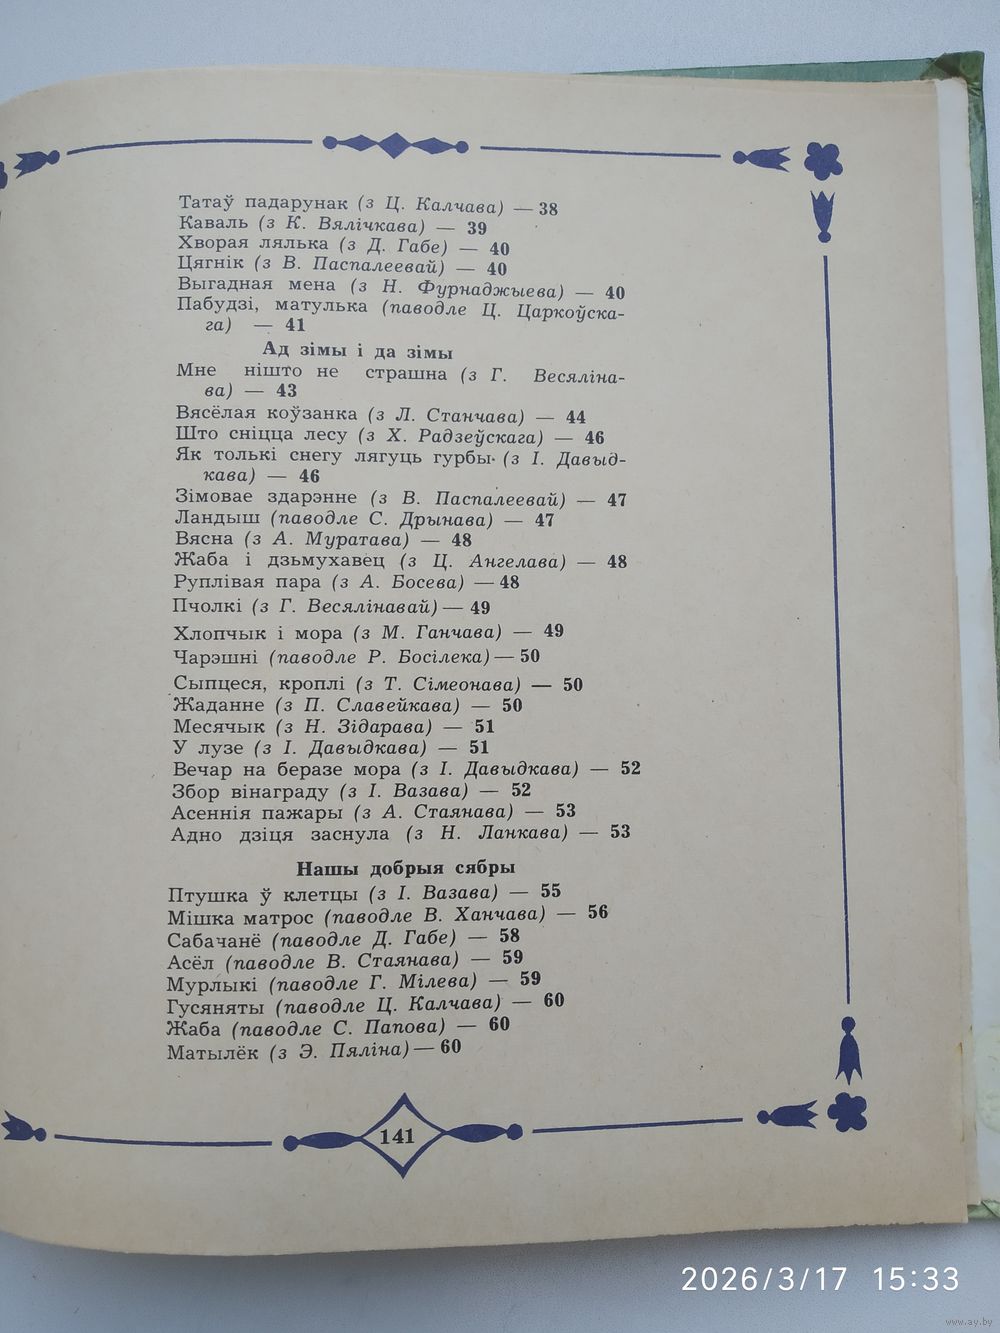 Татаў падарунак (з Ц. Калчава) — 38
Каваль (з К. Вялічкава) — 39
Хворая лялька (з Д. Габе) — 40
Цягнік (з В. Паспалеевай) — 40
Выгадная мена (з Н. Фурнаджыева) — 40
Пабудзі, матулька (паводле Ц. Царкоўска-
га) — 41
Ад зімы і да зімы
Мне нішто не страшна (з Г. Весяліна-
ва) — 43
Вясёлая коўзанка (з Л. Станчава) — 44
Што сніцца лесу (з Х. Радзеўскага) — 46
Як толькі снегу лягуць гурбы (з І. Давыд-
кава) — 46
Зімовае здарэнне (з В. Паспалеевай) — 47
Ландыш (паводле С. Дрынава) — 47
Вясна (з А. Муратава) — 48
Жаба і дзьмухавец (з Ц. Ангелава) — 48
Руплівая пара (з А. Босева) — 48
Пчолкі (з Г. Весялінавай) — 49
Хлопчык і мора (з М. Ганчава) — 49
Чарэшні (паводле Р. Босілека) — 50
Сыпцеся, кроплі (з Т. Сімеонава) — 50
Жаданне (з П. Славейкава) — 50
Месячык (з Н. Зідарава) — 51
У лузе (з І. Давыдкава) — 51
Вечар на беразе мора (з І. Давыдкава) — 52
Збор вінаграду (з І. Вазава) — 52
Асеннія пажары (з А. Стаянава) — 53
Адно дзіця заснула (з Н. Ланкава) — 53
Нашы добрыя сябры
Птушка ў клетцы (з І. Вазава) — 55
Мішка матрос (паводле В. Ханчава) — 56
Сабачанё (паводле Д. Габе) — 58
Асёл (паводле В. Стаянава) — 59
Мурлыкі (паводле Г. Мілева) — 59
Гусяняты (паводле Ц. Калчава) — 60
Жаба (паводле С. Папова) — 60
Матылёк (з Э. Пяліна) — 60
141
2026/3/17 15:33
www.ay.by